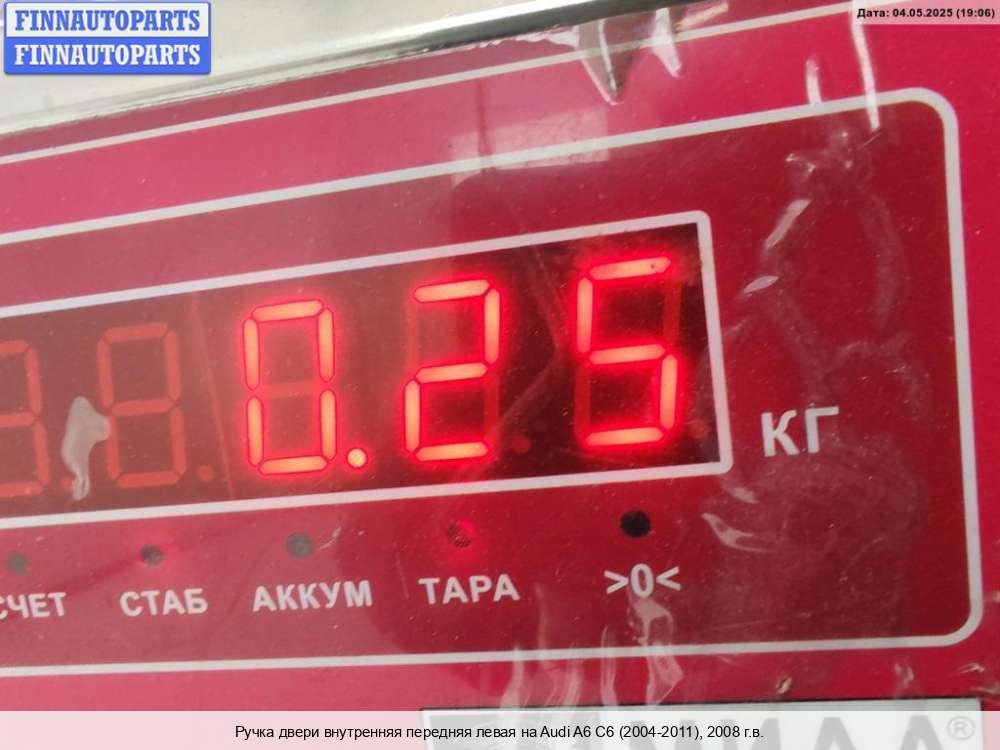 FINNAUTOPARTS
FINNAUTOPARTS
Дата: 04.05.2025 (19:06)
0.25
КГ
СЧЕТ СТАБ АККУМ ТАРА >0<
Ручка двери внутренняя передняя левая на Audi A6 C6 (2004-2011), 2008 г.в.